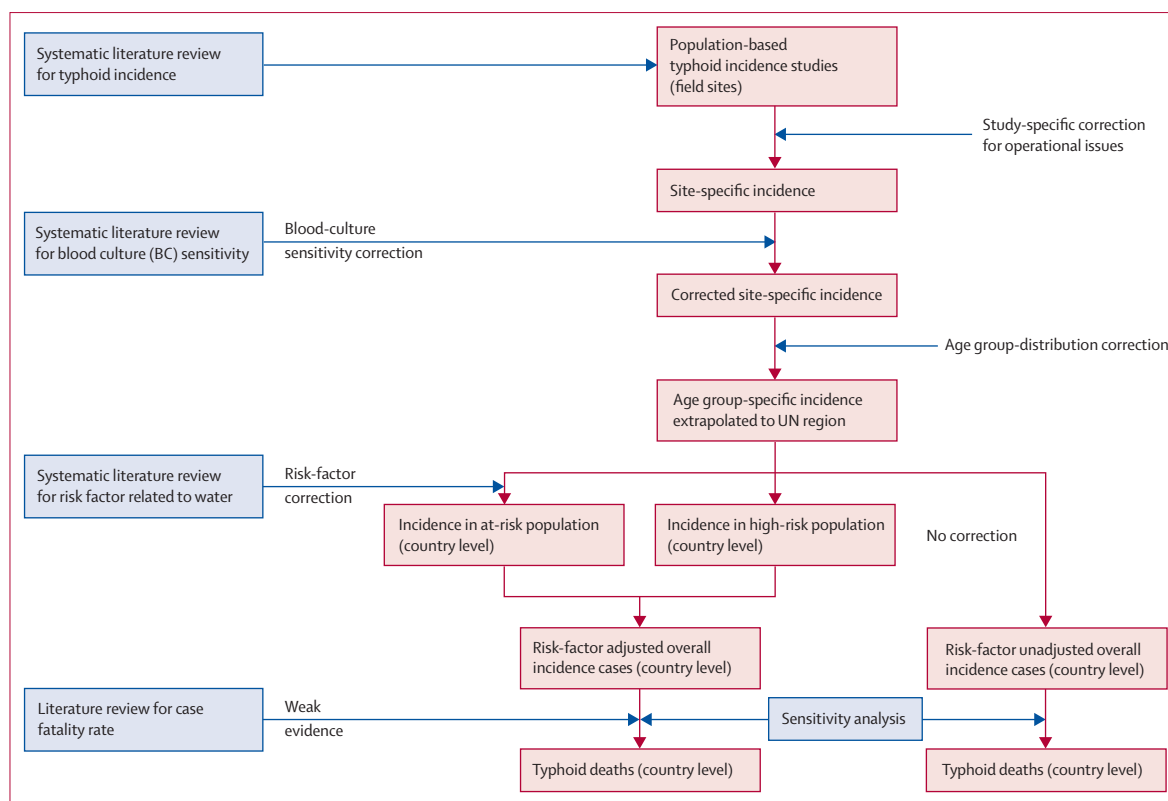 Systematic literature review
for typhoid incidence
Population-based
typhoid incidence studies
(field sites)
Study-specific correction
for operational issues
Site-specific incidence
Systematic literature review
for blood culture (BC) sensitivity
Blood-culture
sensitivity correction
Corrected site-specific incidence
Age group-distribution correction
Age group-specific incidence
extrapolated to UN region
Systematic literature review
for risk factor related to water
Risk-factor
correction
Incidence in at-risk population
(country level)
Incidence in high-risk population
(country level)
No correction
Risk-factor adjusted overall
incidence cases (country level)
Risk-factor unadjusted overall
incidence cases (country level)
Literature review for case
fatality rate
Weak
evidence
Sensitivity analysis
Typhoid deaths (country level)
Typhoid deaths (country level)